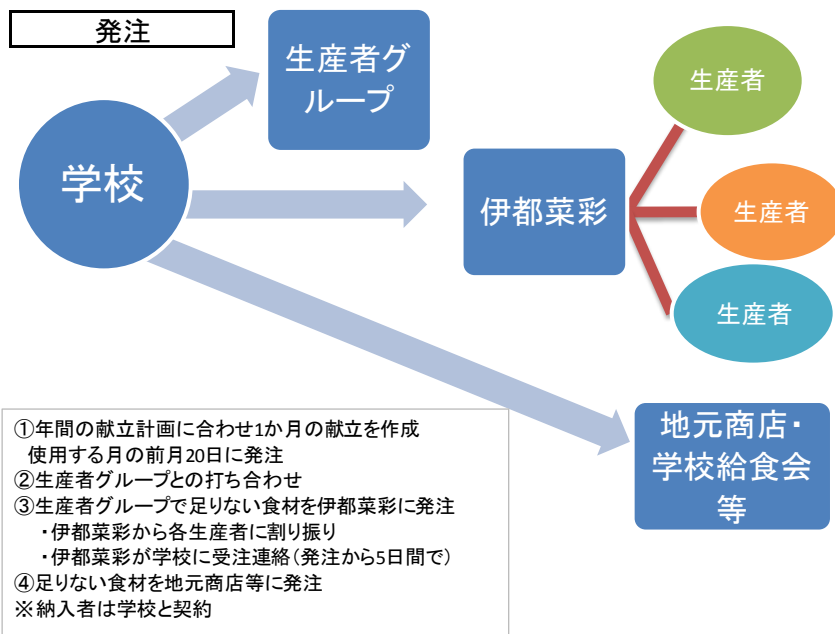 発注
生産者グ
ループ
学校
伊都菜彩
生産者
生産者
生産者
地元商店・
学校給食会
等
①年間の献立計画に合わせ1か月の献立を作成
使用する月の前月20日に発注
②生産者グループとの打ち合わせ
③生産者グループで足りない食材を伊都菜彩に発注
・伊都菜彩から各生産者に割り振り
・伊都菜彩が学校に受注連絡(発注から5日間で)
④足りない食材を地元商店等に発注
※納入者は学校と契約